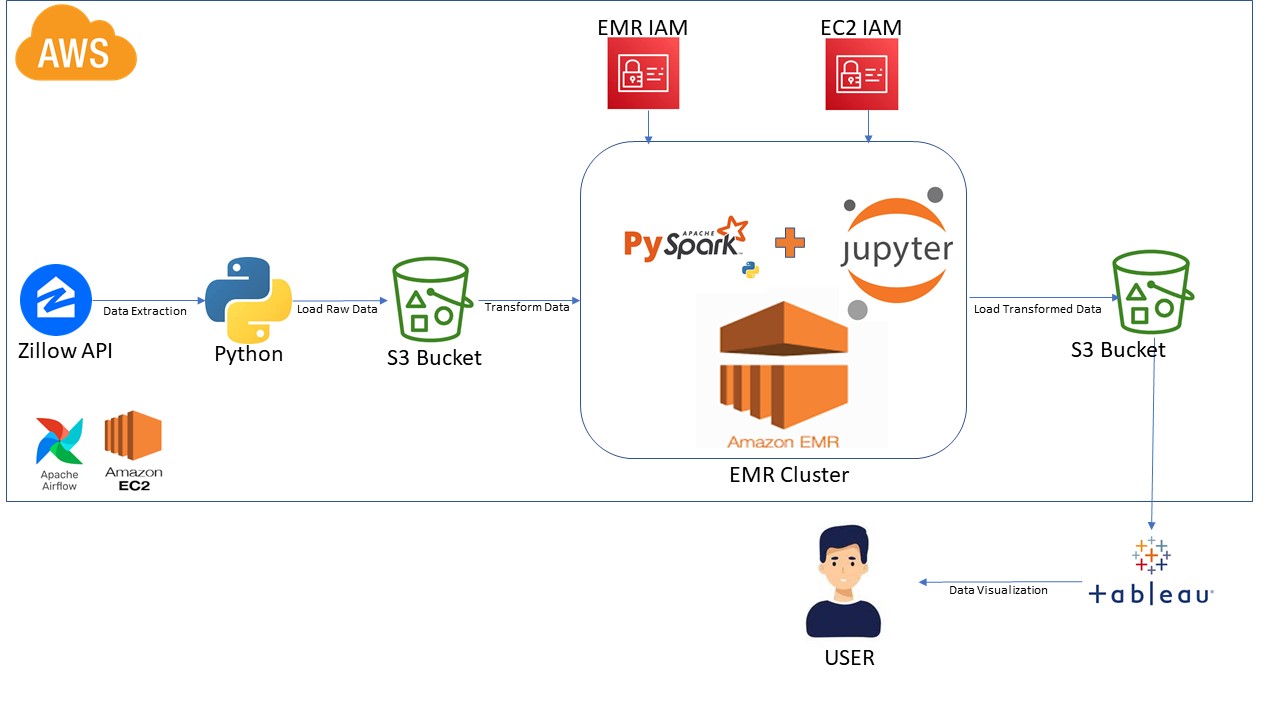 AWS
EMR IAM
EC2 IAM
APACHE
PySpark
jupyter
Data Extraction
Load Raw Data
Transform Data
Load Transformed Data
Zillow API
Python
S3 Bucket
S3 Bucket
Amazon EMR
Apache
Airflow
Amazon
EC2
EMR Cluster
Data Visualization
+ableau
USER